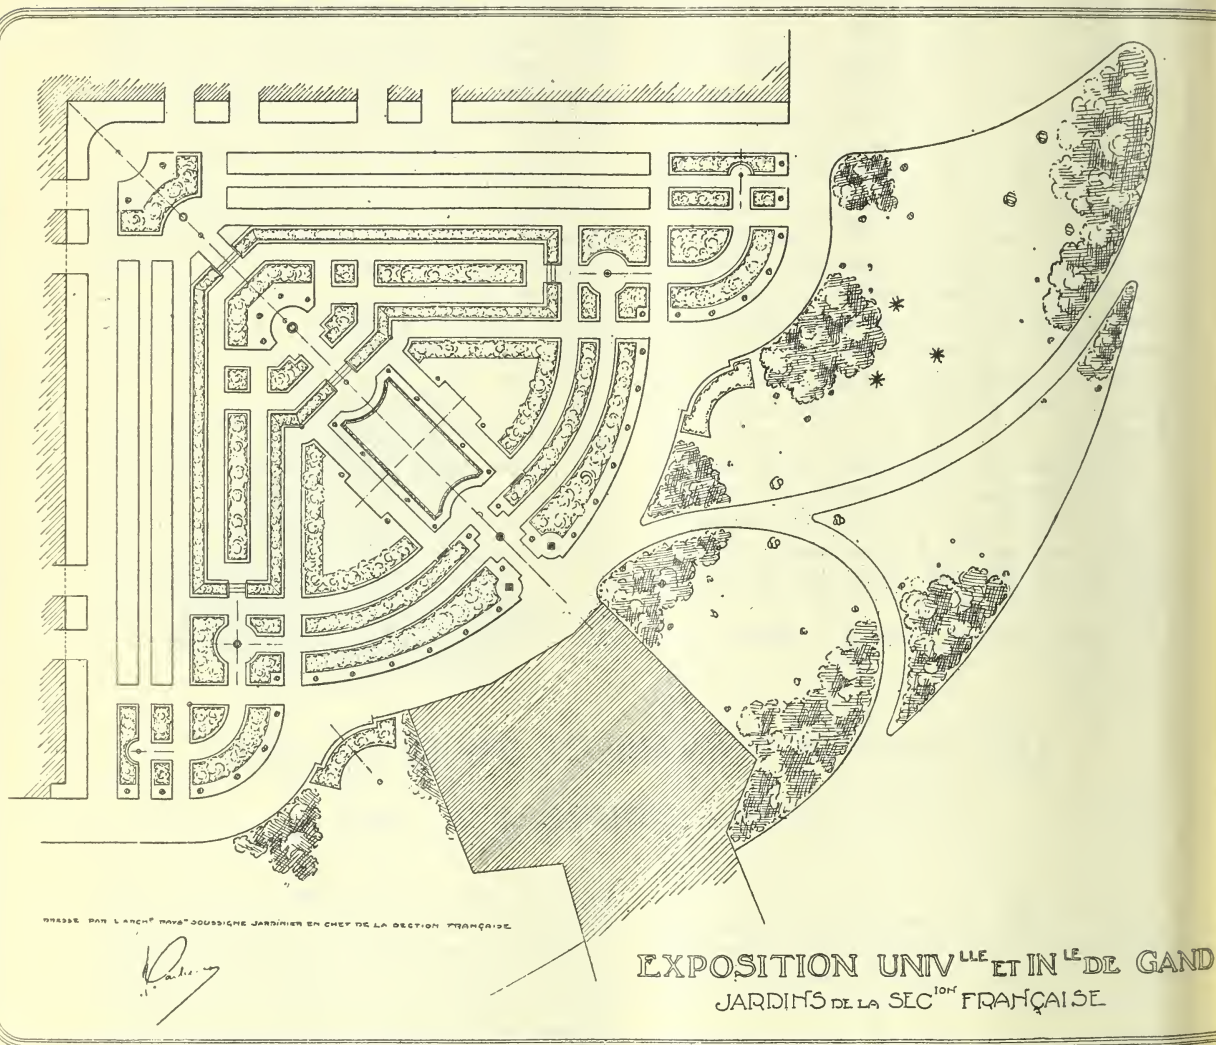 DRESSÉ PAR L'ARCHTE PAYSTE SOUSSIGNÉ JARDINIER EN CHEF DE LA SECTION FRANÇAISE
EXPOSITION UNIVLLE ET INLE DE GAND
JARDINS DE LA SECION FRANÇAISE